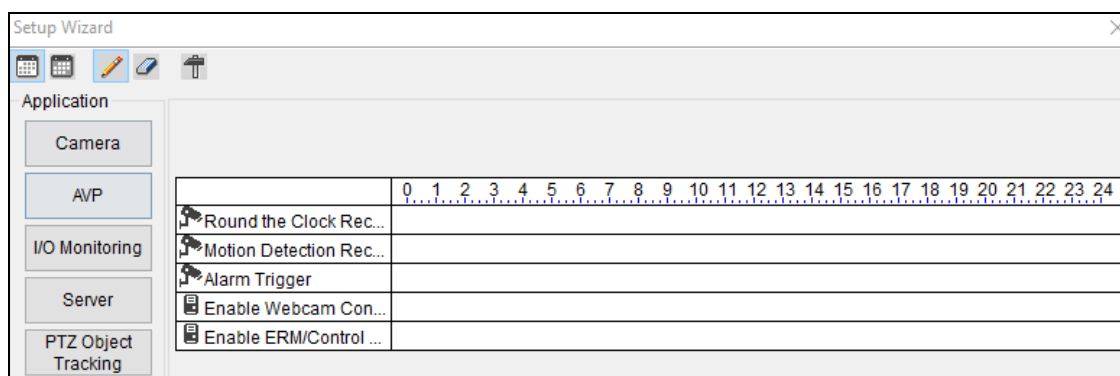 Setup Wizard
Application
Camera
AVP
I/O Monitoring
Server
PTZ Object
Tracking
0 1 2 3 4 5 6 7 8 9 10 11 12 13 14 15 16 17 18 19 20 21 22 23 24
Round the Clock Rec...
Motion Detection Rec...
Alarm Trigger
Enable Webcam Con...
Enable ERM/Control ...